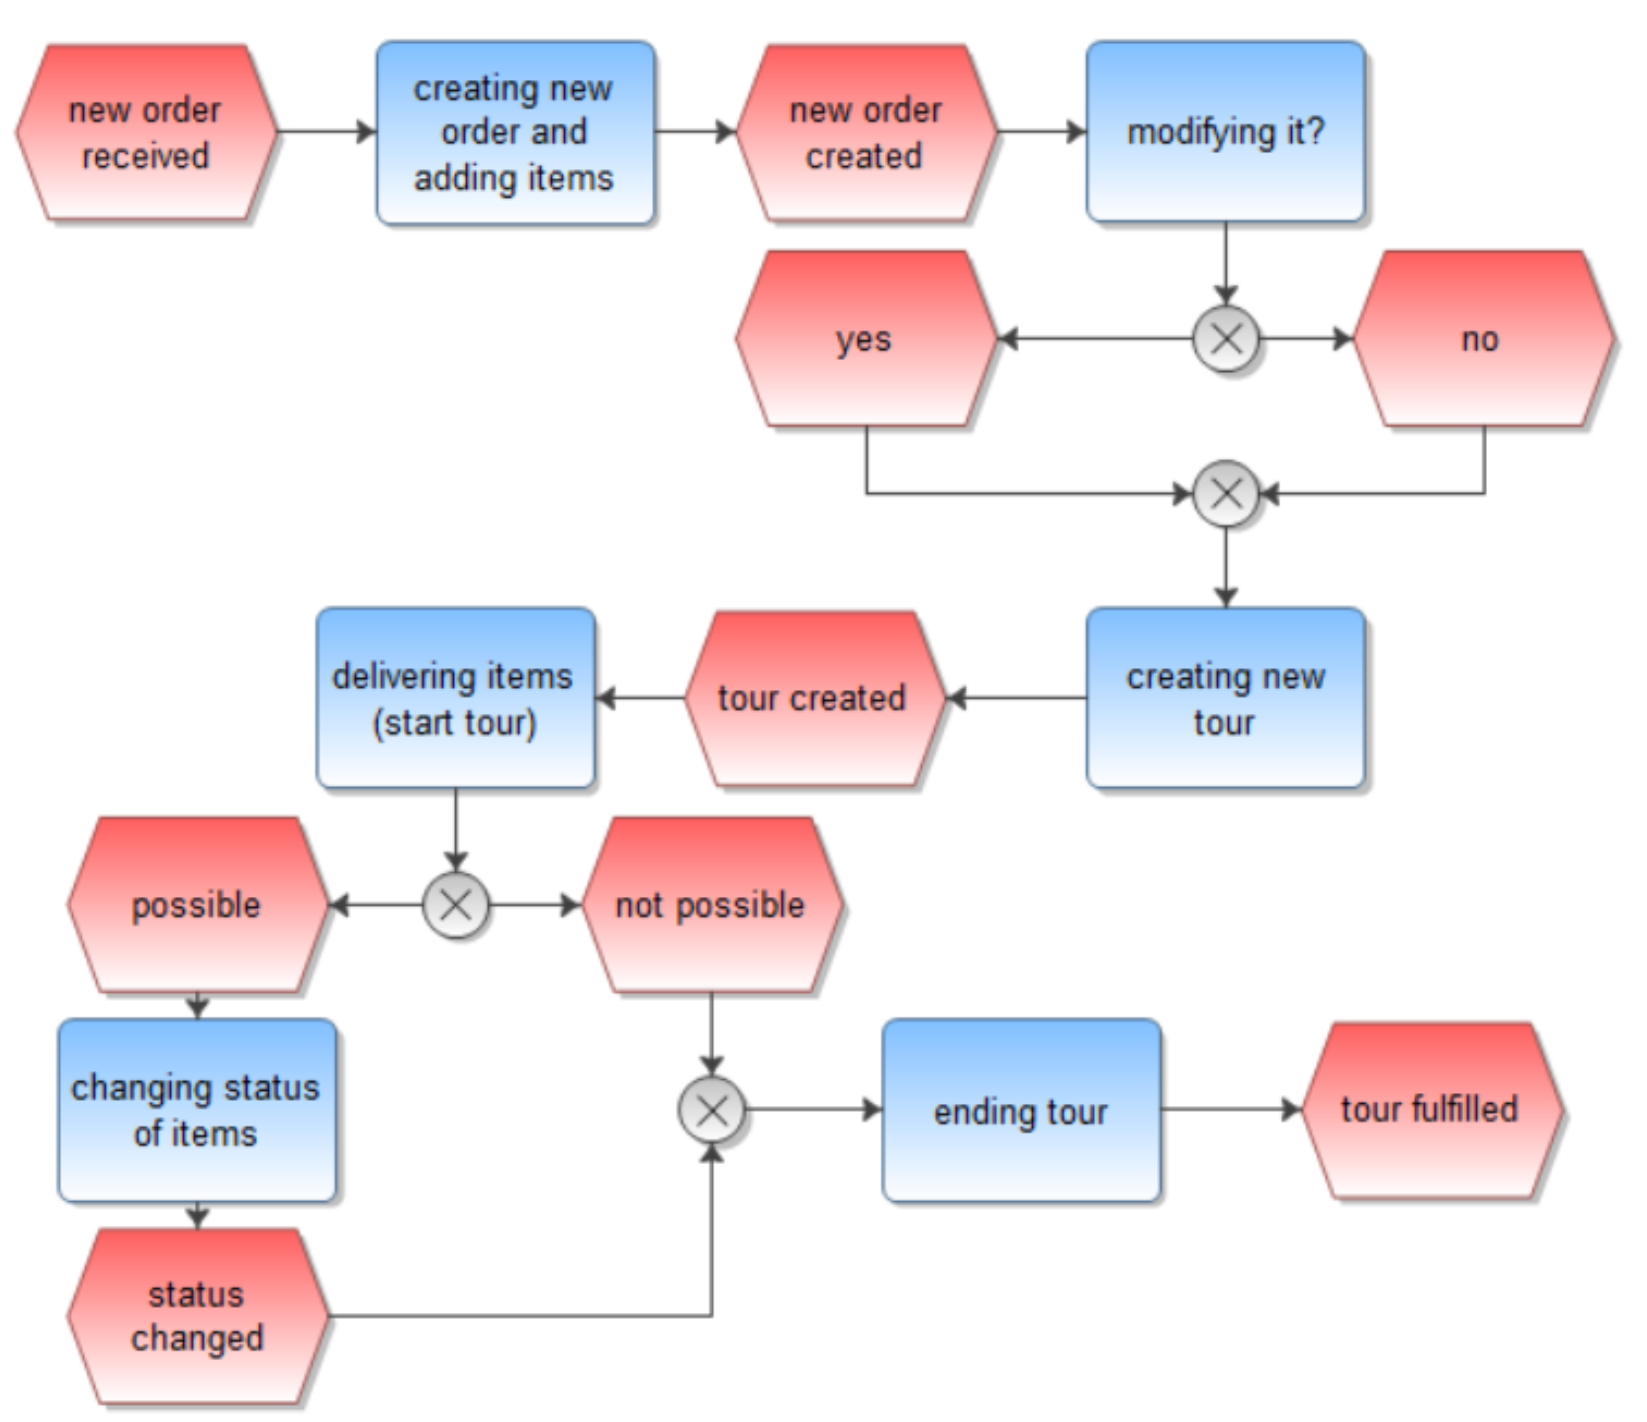 new order
received
creating new
order and
adding items
new order
created
modifying it?
yes
no
delivering items
(start tour)
tour created
creating new
tour
possible
not possible
changing status
of items
ending tour
tour fulfilled
status
changed